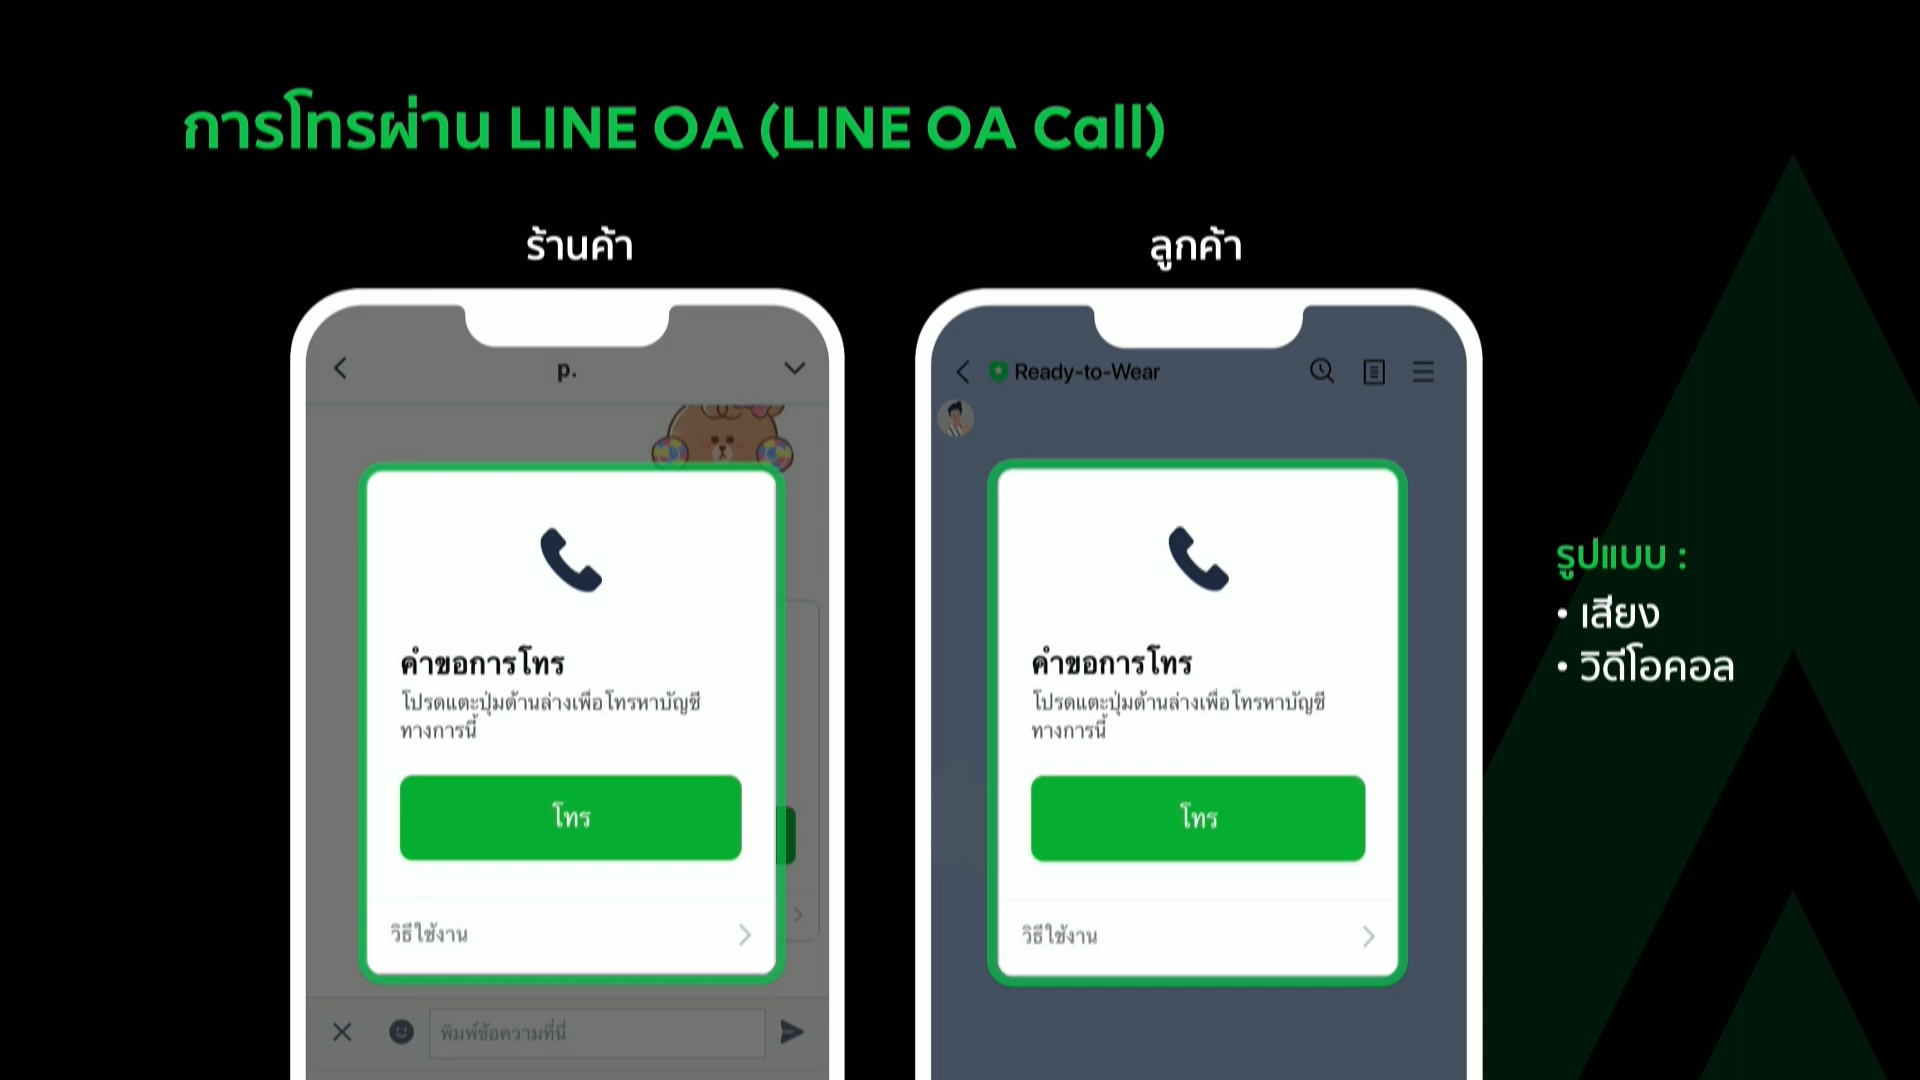 การโทรผ่าน LINE OA (LINE OA Call)
ร้านค้า
p.
คำขอการโทร
โปรดแตะปุ่มด้านล่างเพื่อโทรหาบัญชี
ทางการนี้
โทร
วิธีใช้งาน
พิมพ์ข้อความที่นี่
ลูกค้า
Ready-to-Wear
คำขอการโทร
โปรดแตะปุ่มด้านล่างเพื่อโทรหาบัญชี
ทางการนี้
โทร
วิธีใช้งาน
รูปแบบ :
• เสียง
• วิดีโอคอล